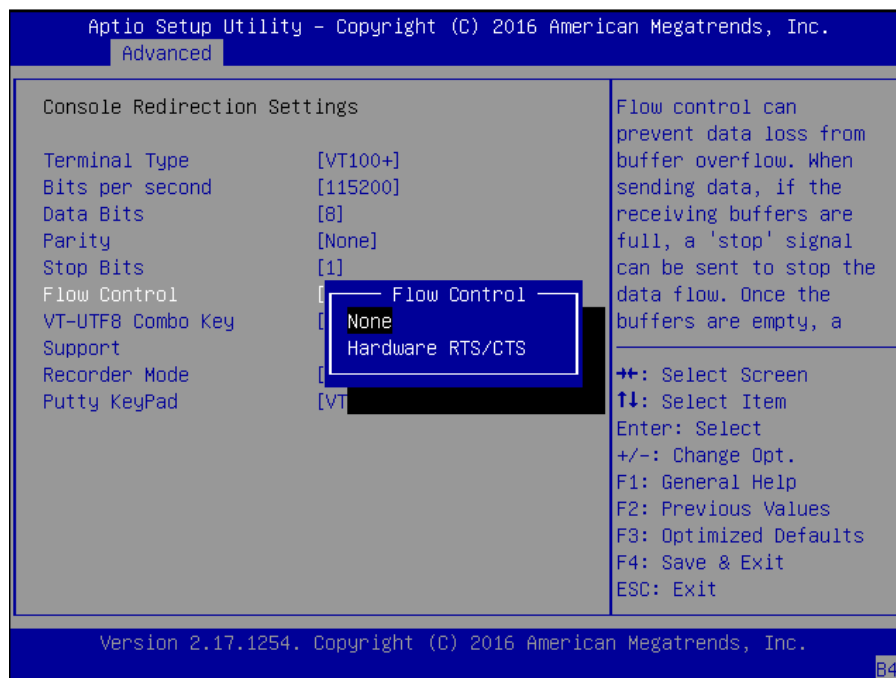 Aptio Setup Utility – Copyright (C) 2016 American Megatrends, Inc.
Advanced
Console Redirection Settings
Terminal Type [VT100+]
Bits per second [115200]
Data Bits [8]
Parity [None]
Stop Bits [1]
Flow Control [
VT-UTF8 Combo Key [
Support
Recorder Mode [
Putty KeyPad [VT
Flow Control
None
Hardware RTS/CTS
Flow control can
prevent data loss from
buffer overflow. When
sending data, if the
receiving buffers are
full, a 'stop' signal
can be sent to stop the
data flow. Once the
buffers are empty, a
→←: Select Screen
↑↓: Select Item
Enter: Select
+/-: Change Opt.
F1: General Help
F2: Previous Values
F3: Optimized Defaults
F4: Save & Exit
ESC: Exit
Version 2.17.1254. Copyright (C) 2016 American Megatrends, Inc.
B4